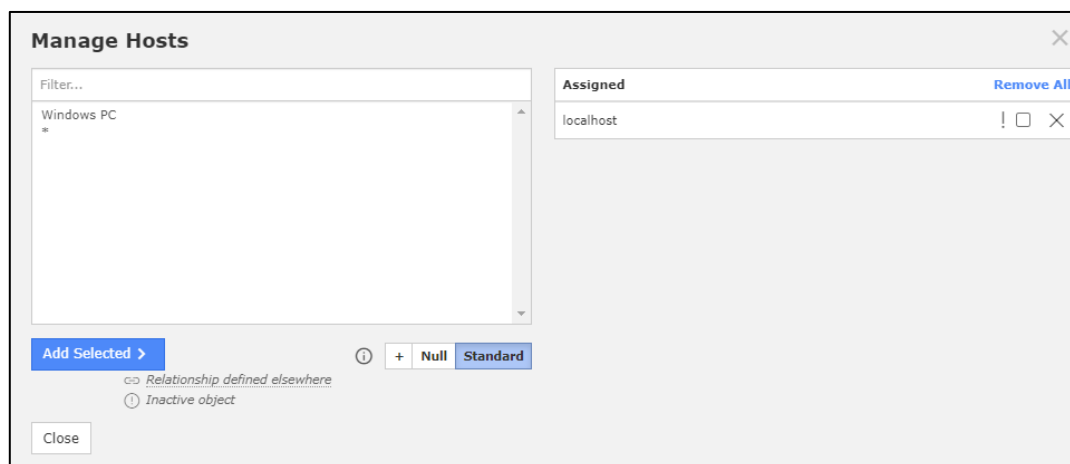 Manage Hosts
Filter...
Windows PC
*
Add Selected
+ Null Standard
Relationship defined elsewhere
Inactive object
Close
Assigned Remove All
localhost !